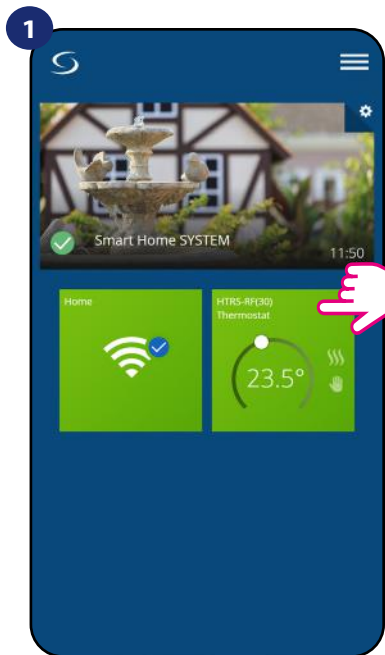 1
Smart Home SYSTEM
11:50
Home
HTRS-RF(30)
Thermostat
23.5°